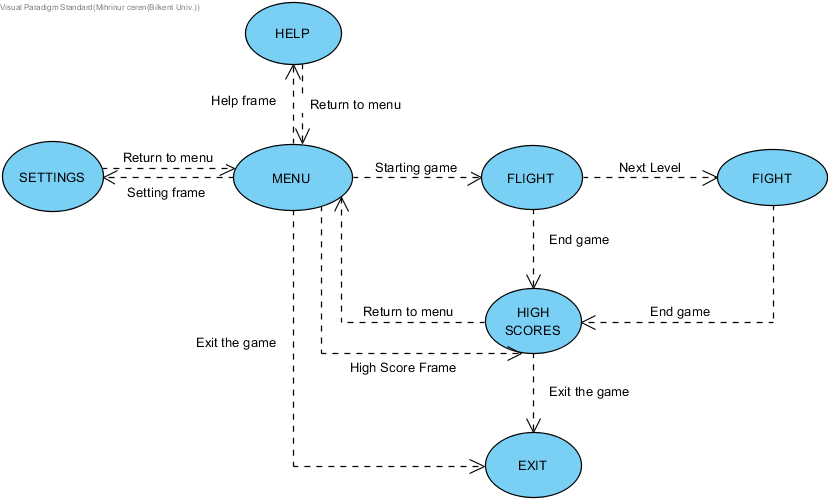 Visual Paradigm Standard(Mihrinur ceren(Bilkent Univ.))
HELP
Help frame
Return to menu
Return to menu
Starting game
Next Level
SETTINGS
MENU
FLIGHT
FIGHT
Setting frame
End game
Return to menu
HIGH
SCORES
End game
Exit the game
High Score Frame
Exit the game
EXIT